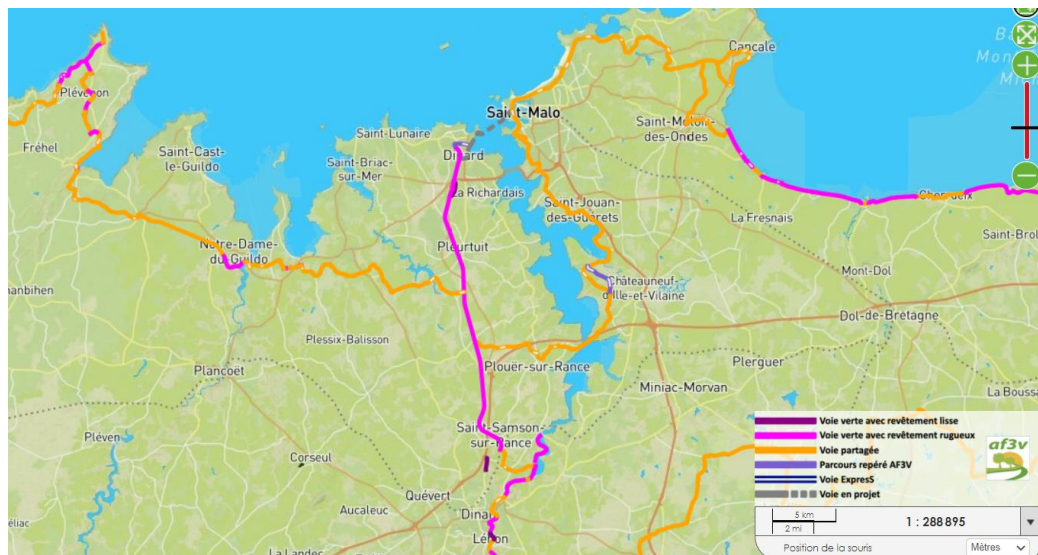 Cancale
Plévenon
Saint-Malo
Saint-Méloir-
des-Ondes
Saint-Lunaire
Fréhel
Saint-Cast-
le-Guildo
Dinard
Saint-Briac-
sur-Mer
La Richardais
Cherrueix
Saint-Jouan-
des-Guérets
La Fresnais
Saint-Brol
Notre-Dame-
du-Guildo
Pleurtuit
Mont-Dol
Châteauneuf-
d'Ille-et-Vilaine
anbihen
Dol-de-Bretagne
Plessix-Balisson
Plerguer
Plancoët
Plouër-sur-Rance
Miniac-Morvan
La Boussa
Pléven
Saint-Samson-
sur-Rance
Corseul
Quévert
Aucaleuc
Dinan
Léhon
La Landec
Voie verte avec revêtement lisse
Voie verte avec revêtement rugueux
Voie partagée
Parcours repéré AF3V
Voie ExpresS
Voie en projet
af3v
5 km
2 mi
1 : 288 895
Position de la souris
Mètres